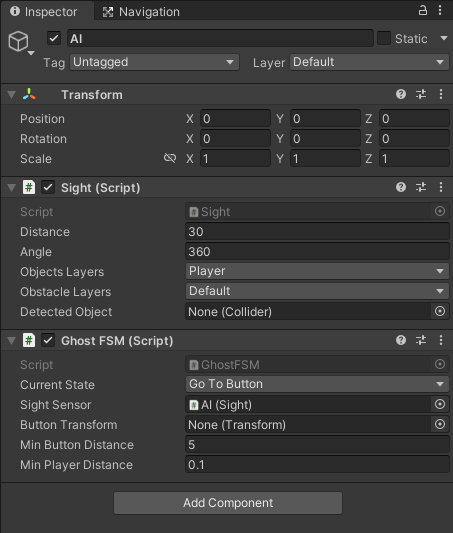 Inspector Navigation
AI Static
Tag Untagged Layer Default
Transform
Position X 0 Y 0 Z 0
Rotation X 0 Y 0 Z 0
Scale X 1 Y 1 Z 1
# Sight (Script)
Script # Sight
Distance 30
Angle 360
Objects Layers Player
Obstacle Layers Default
Detected Object None (Collider)
# Ghost FSM (Script)
Script # GhostFSM
Current State Go To Button
Sight Sensor # AI (Sight)
Button Transform None (Transform)
Min Button Distance 5
Min Player Distance 0.1
Add Component